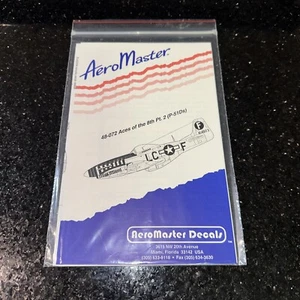 AeroMaster
48-072 Aces of the 8th Pt. 2 (P-51Ds)
LC F
F
AeroMaster Decals
Miami, Florida 33142 USA